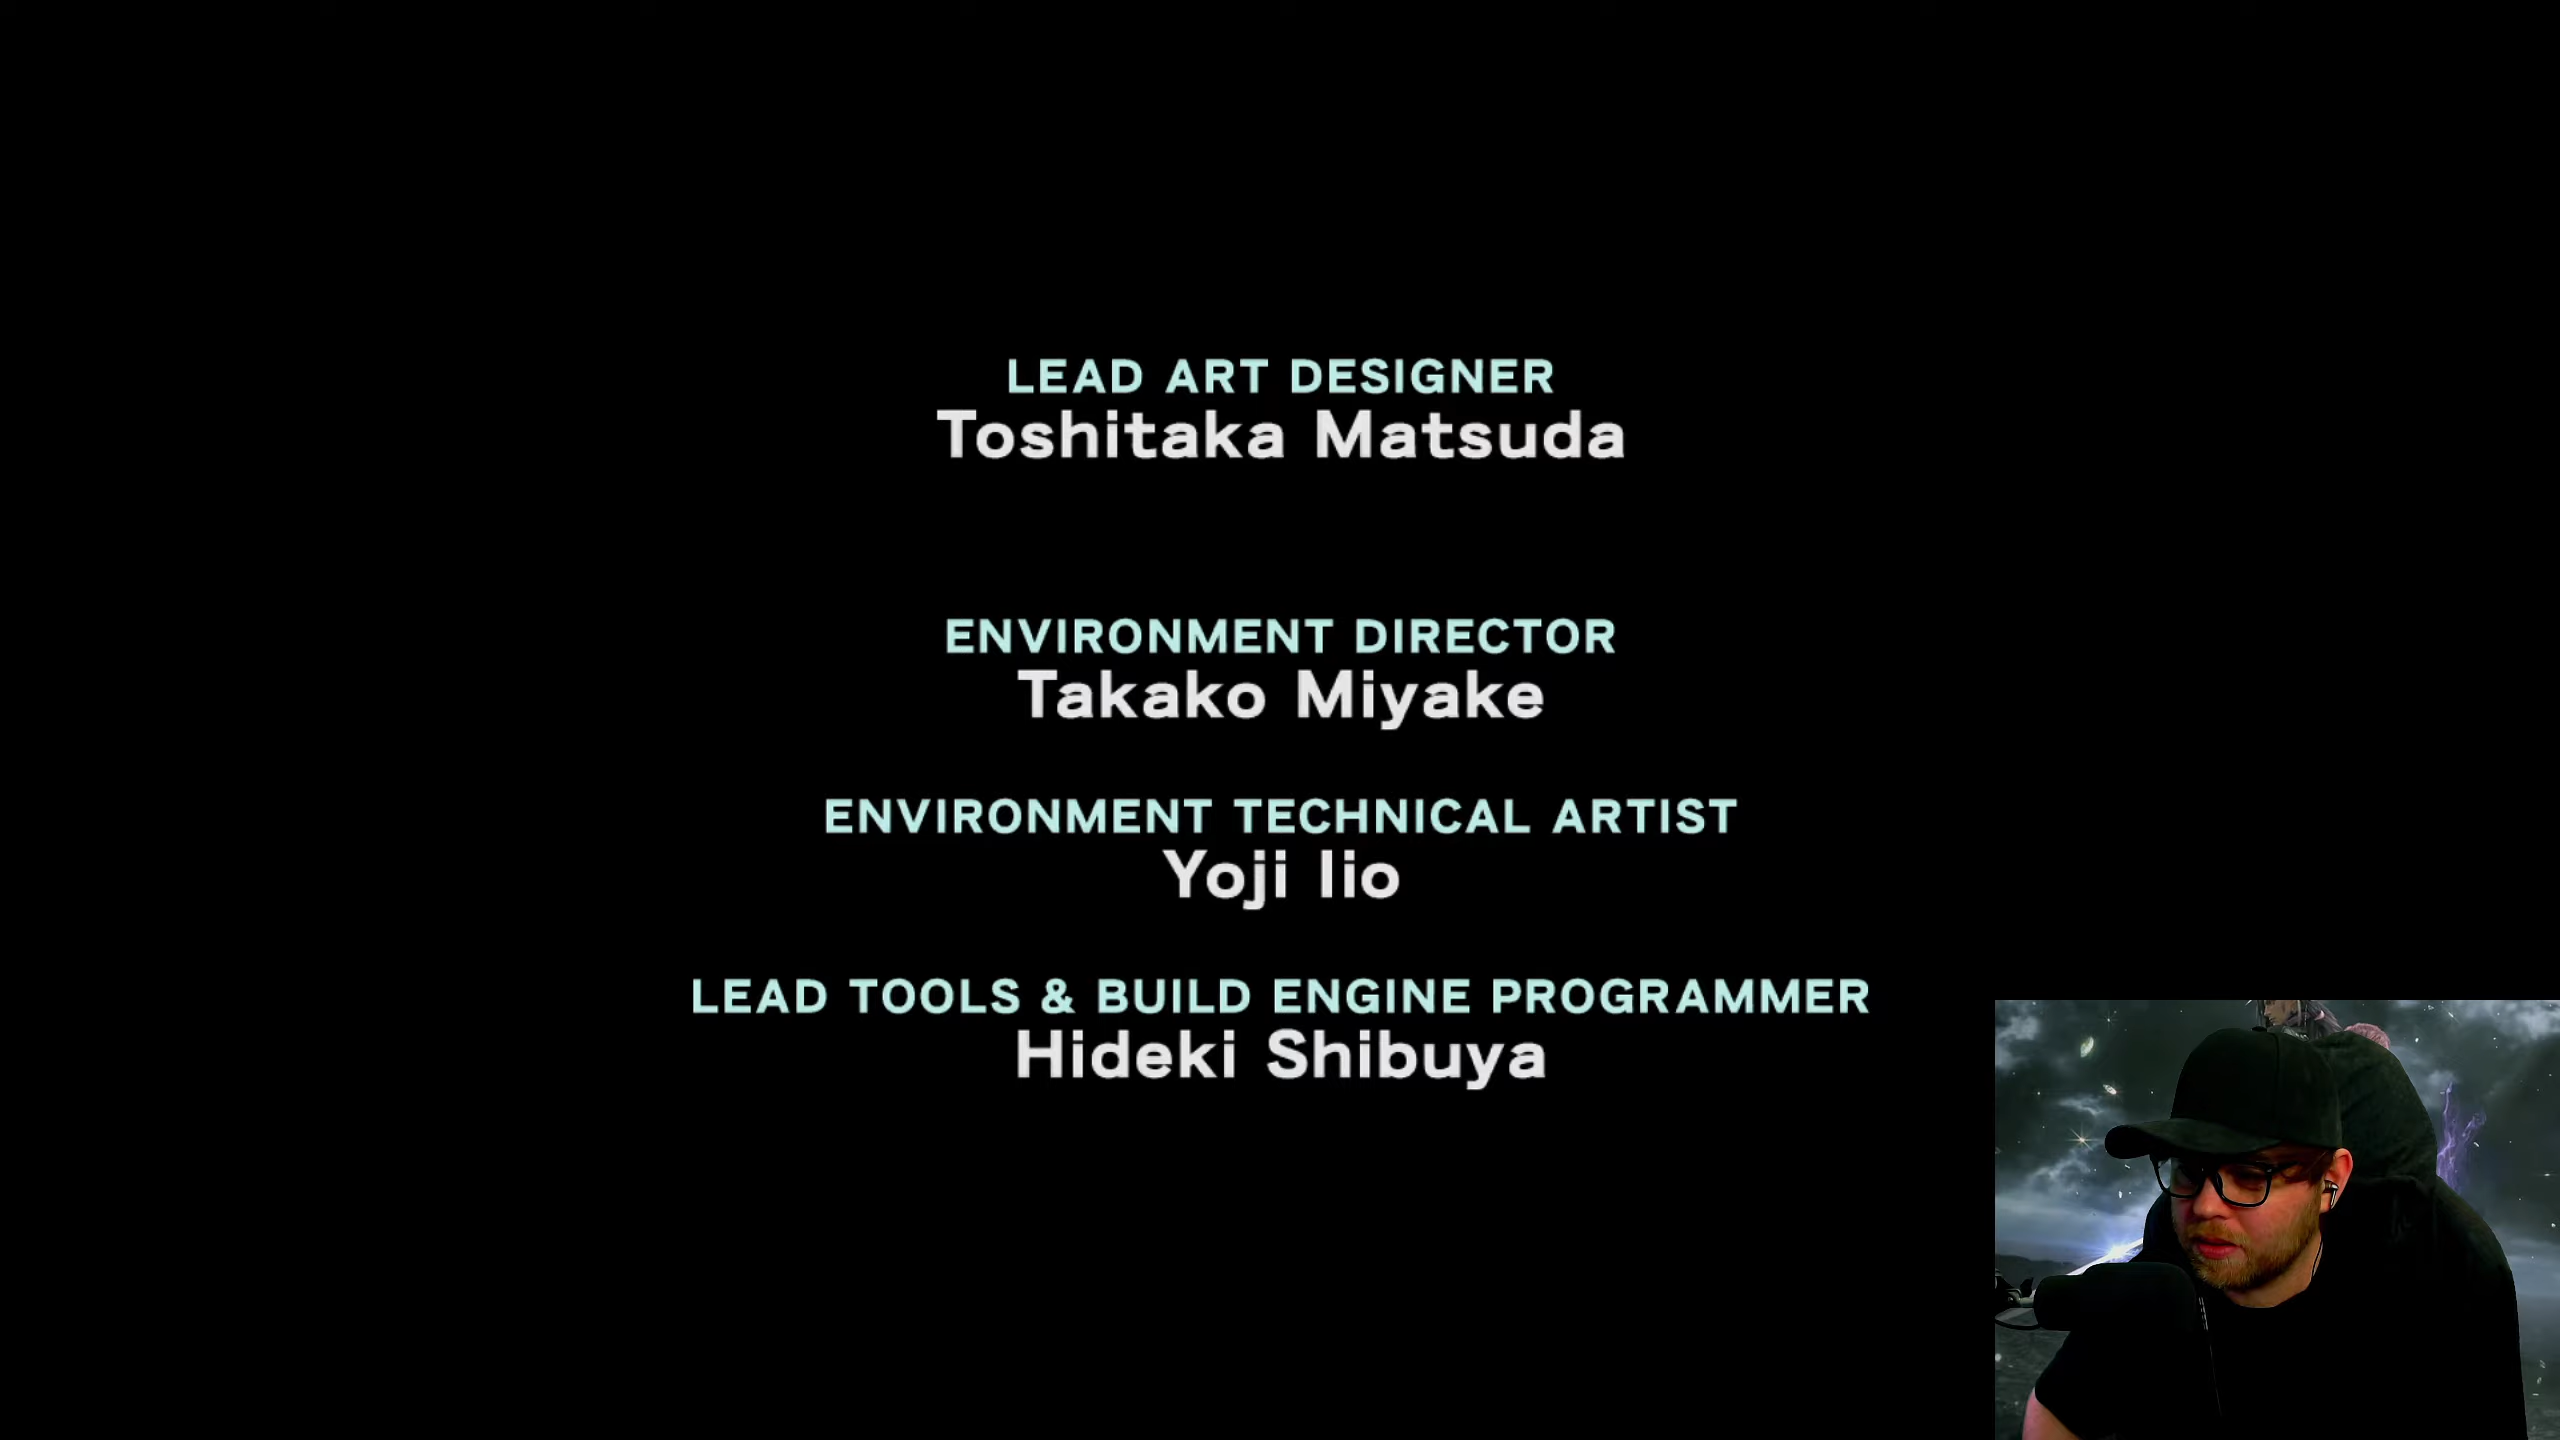 LEAD ART DESIGNER
Toshitaka Matsuda
ENVIRONMENT DIRECTOR
Takako Miyake
ENVIRONMENT TECHNICAL ARTIST
Yoji Iio
LEAD TOOLS & BUILD ENGINE PROGRAMMER
Hideki Shibuya